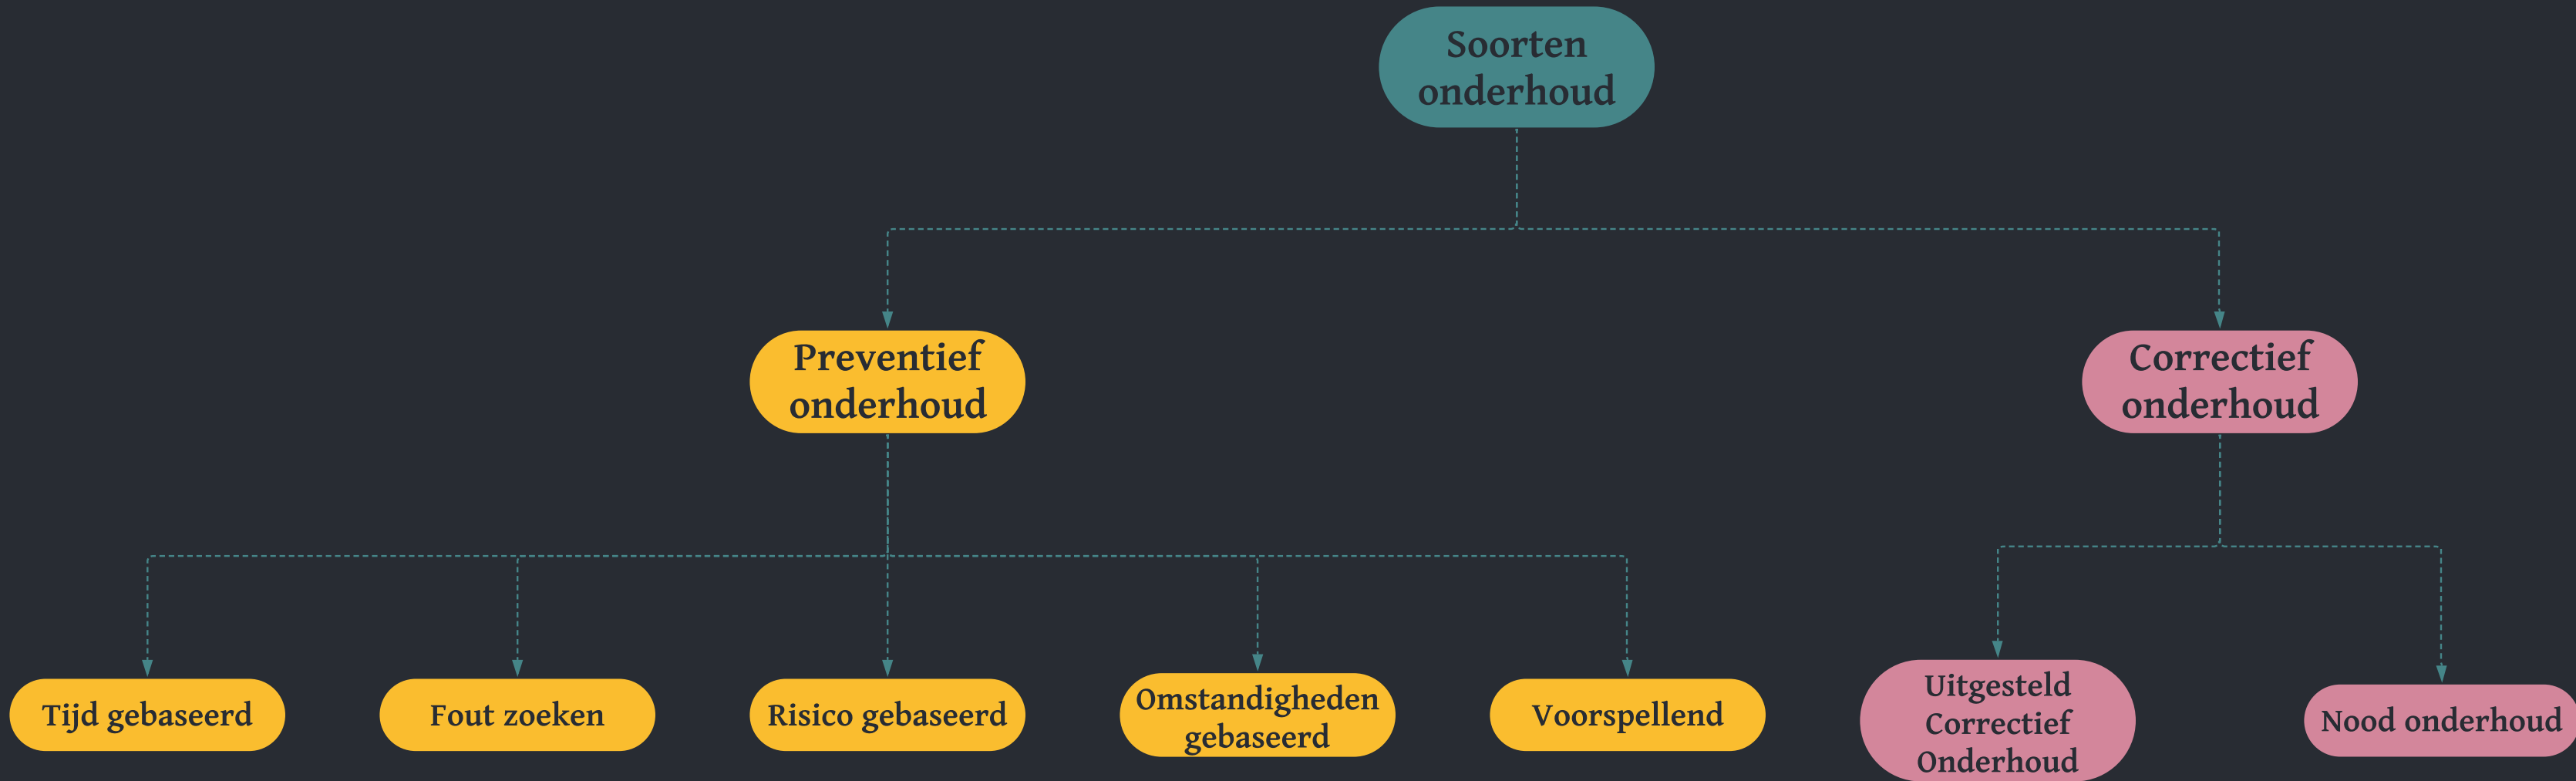 Soorten
onderhoud
Preventief
onderhoud
Correctief
onderhoud
Tijd gebaseerd
Fout zoeken
Risico gebaseerd
Omstandigheden
gebaseerd
Voorspellend
Uitgesteld
Correctief
Onderhoud
Nood onderhoud